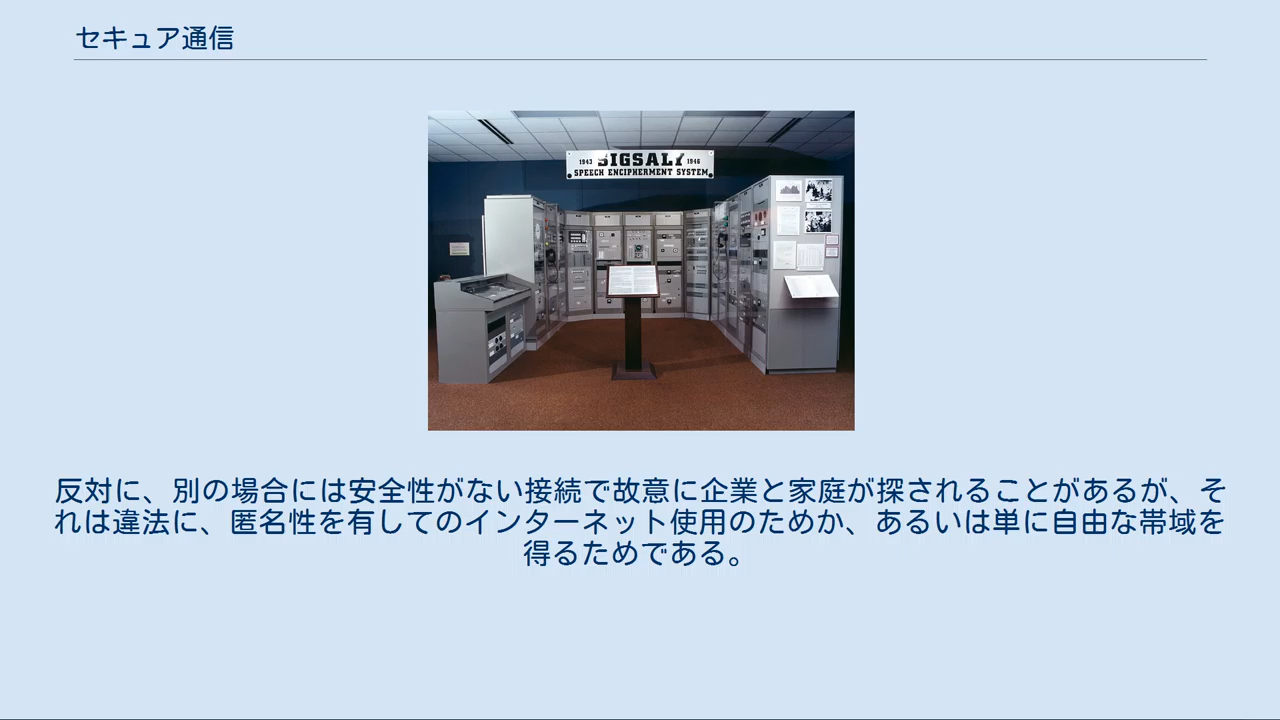 セキュア通信
1943 SIGSALY 1946
SPEECH ENCIPHERMENT SYSTEM
反対に、別の場合には安全性がない接続で故意に企業と家庭が探されることがあるが、そ
れは違法に、匿名性を有してのインターネット使用のためか、あるいは単に自由な帯域を
得るためである。